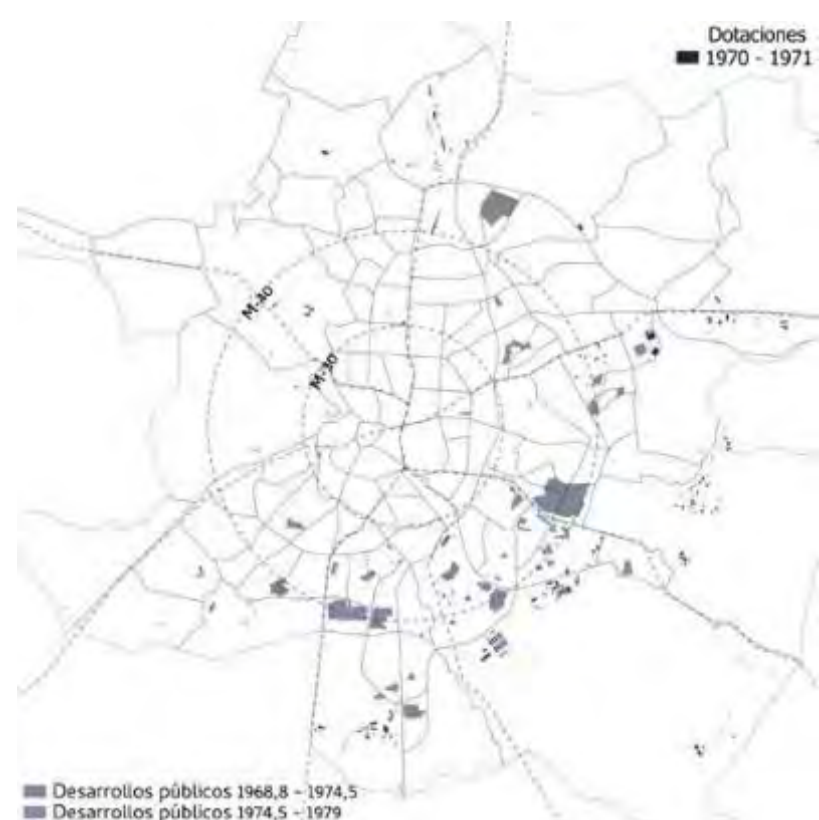 Dotaciones
1970 - 1971
M-40
M-30
Desarrollos públicos 1968,8 - 1974,5
Desarrollos públicos 1974,5 - 1979